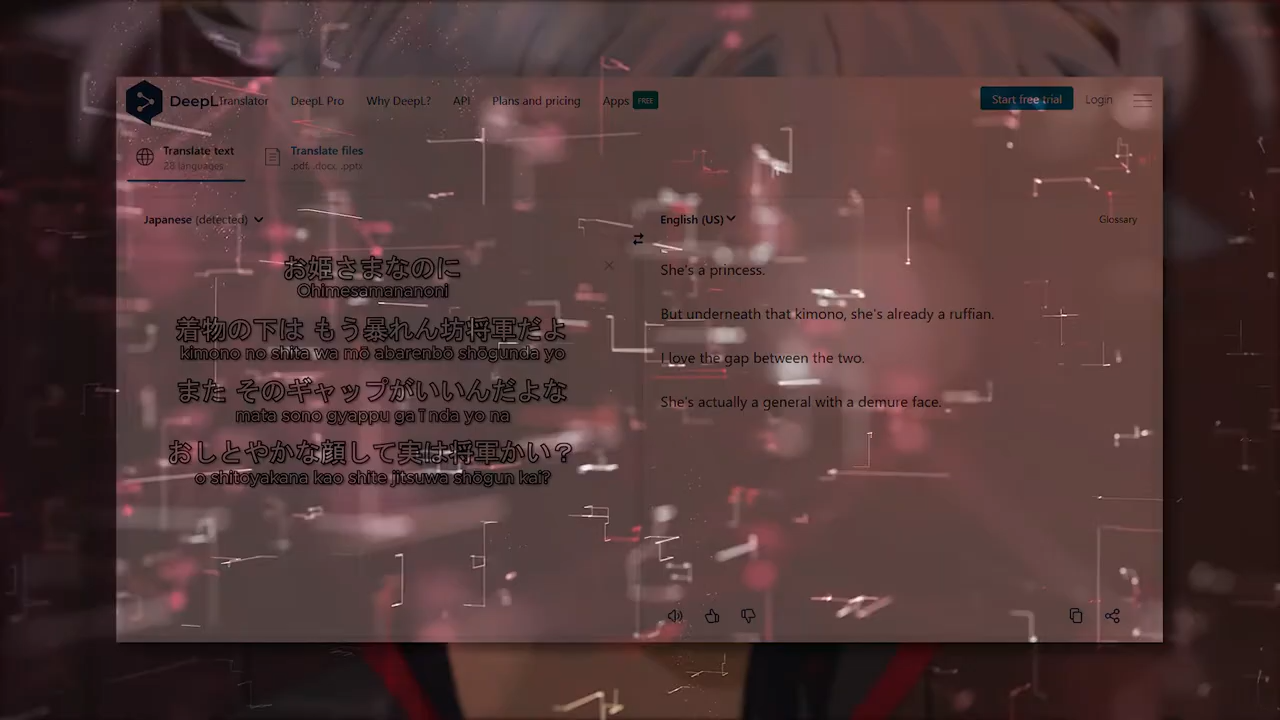 DeepL Translator DeepL Pro Why DeepL? API Plans and pricing Apps FREE Start free trial Login
Translate text
28 languages
Translate files
.pdf, .docx, .pptx
Japanese (detected)
English (US)
Glossary
お姫さまなのに
Ohimesamananoni
着物の下は もう暴れん坊将軍だよ
kimono no shita wa mō abarenbō shōgunda yo
また そのギャップがいいんだよな
mata sono gyappu ga ī nda yo na
おしとやかな顔して実は将軍かい？
o shitoyakana kao shite jitsuwa shōgun kai?
She's a princess.
But underneath that kimono, she's already a ruffian.
I love the gap between the two.
She's actually a general with a demure face.